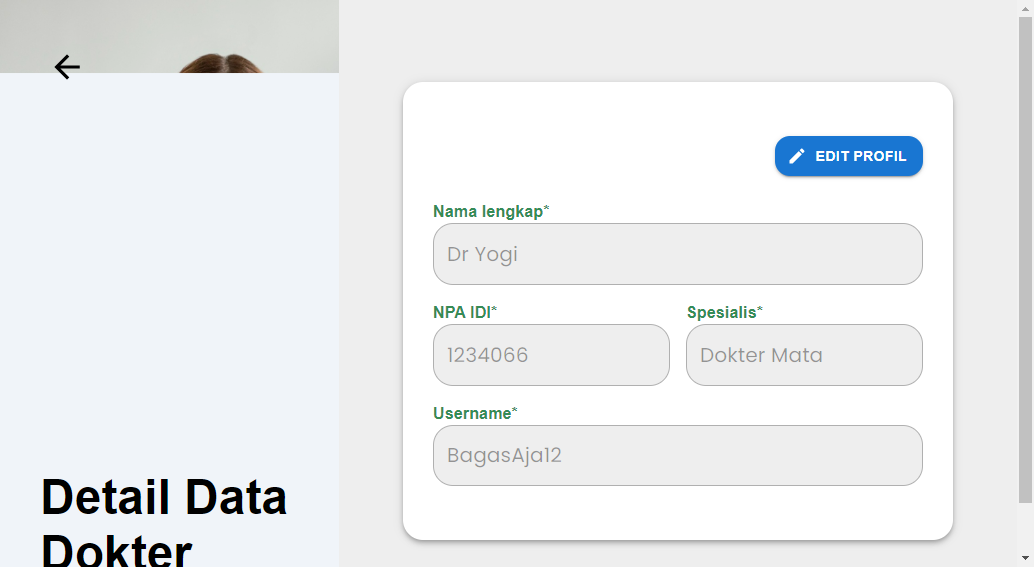 EDIT PROFIL
Nama lengkap*
Dr Yogi
NPA IDI*
Spesialis*
1234066
Dokter Mata
Username*
BagasAja12
Detail Data
Dokter